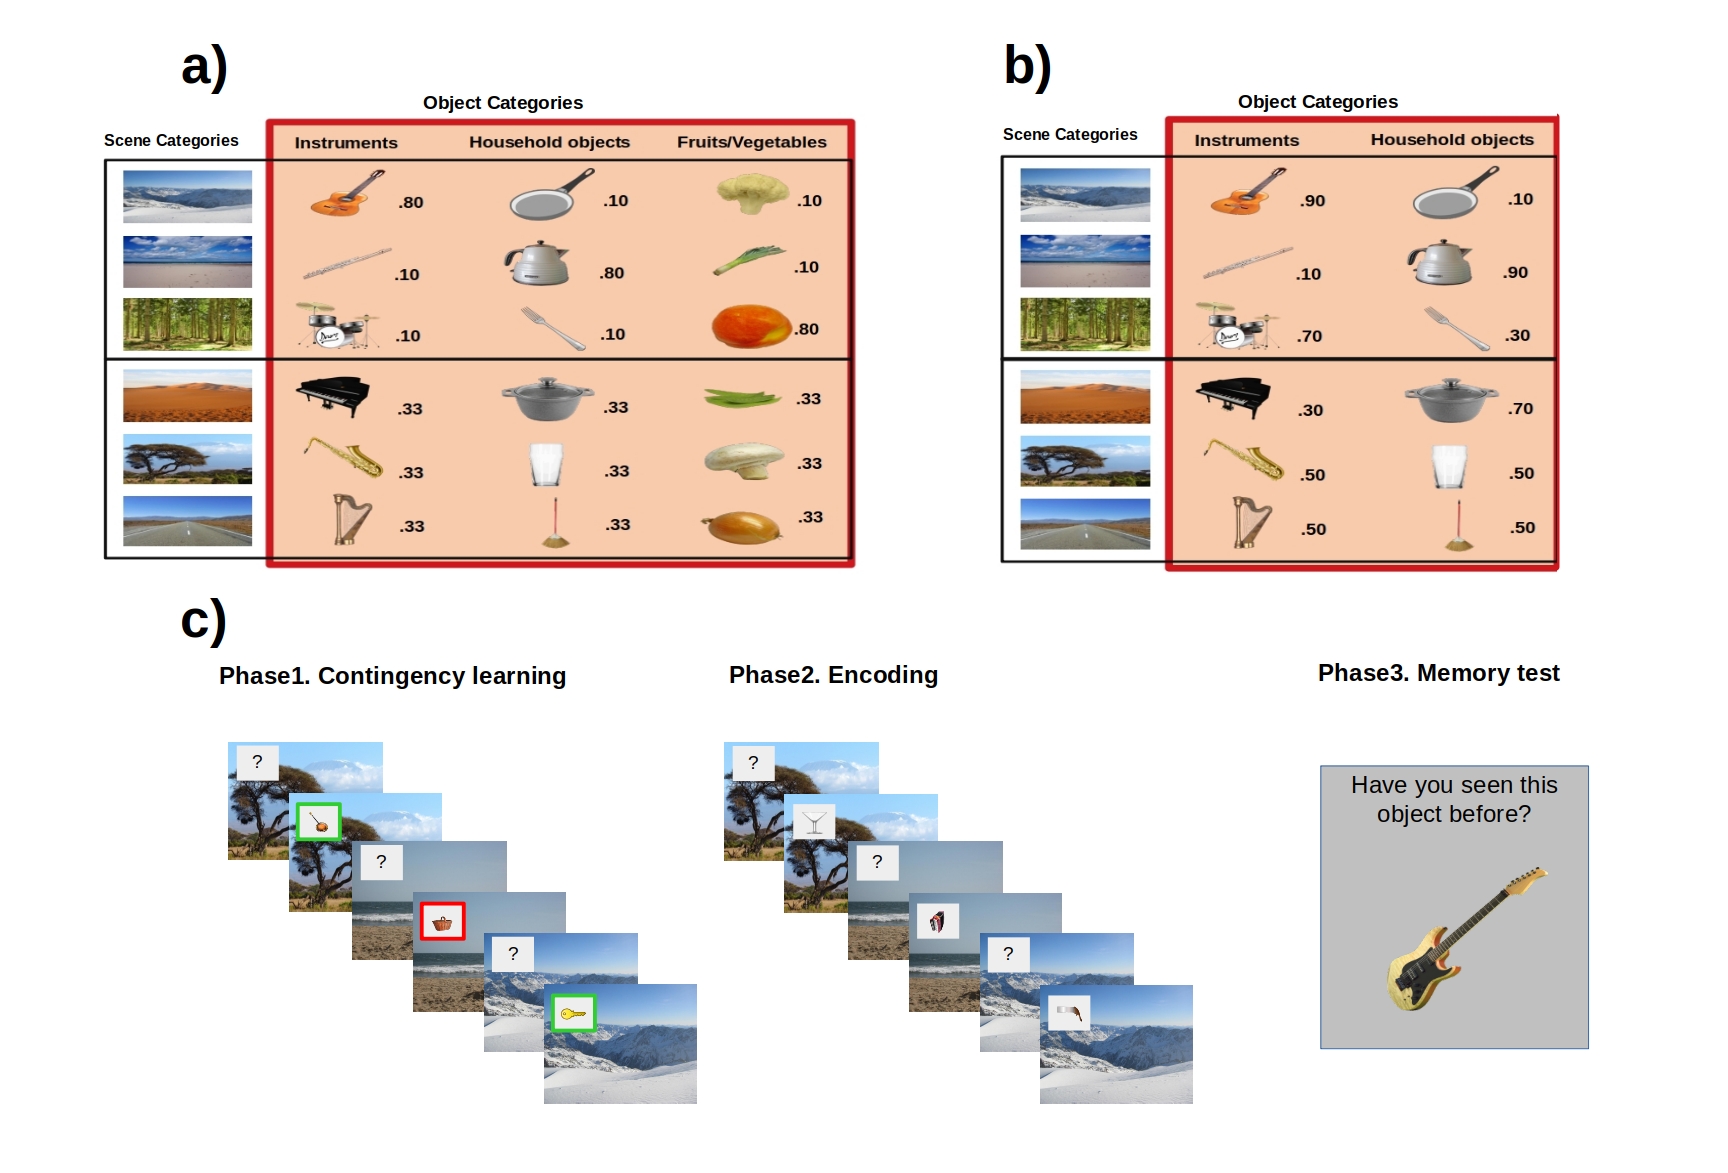 a)
Object Categories
Scene Categories
Instruments Household objects Fruits/Vegetables
.80 .10 .10
.10 .80 .10
.10 .10 .80
.33 .33 .33
.33 .33 .33
.33 .33 .33
b)
Object Categories
Scene Categories
Instruments Household objects
.90 .10
.10 .90
.70 .30
.30 .70
.50 .50
.50 .50
c)
Phase1. Contingency learning
?
?
?
Phase2. Encoding
?
?
?
Phase3. Memory test
Have you seen this
object before?